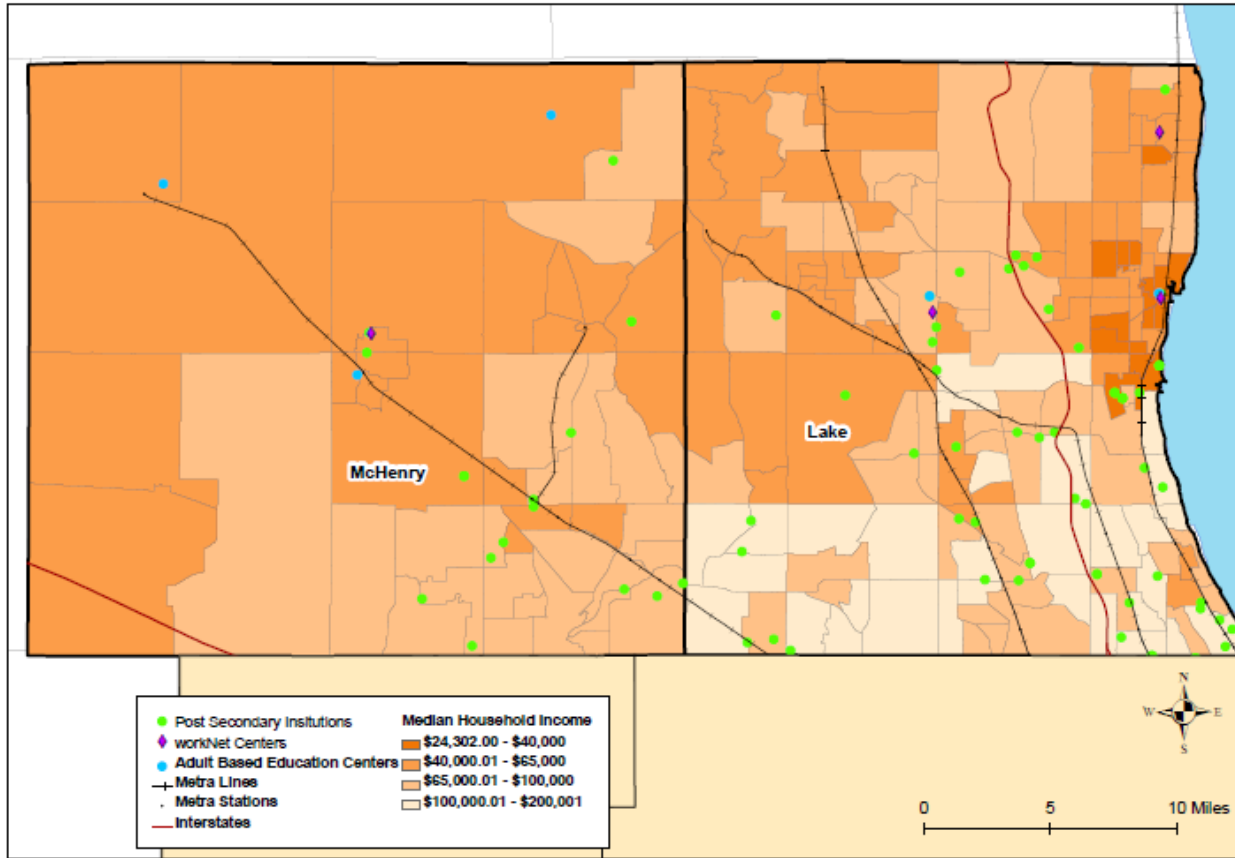 Lake
McHenry
Post Secondary Insitutions
workNet Centers
Adult Based Education Centers
Metra Lines
Metra Stations
Interstates
Median Household Income
$24,302.00 - $40,000
$40,000.01 - $65,000
$65,000.01 - $100,000
$100,000.01 - $200,001
N
W E
S
0 5 10 Miles